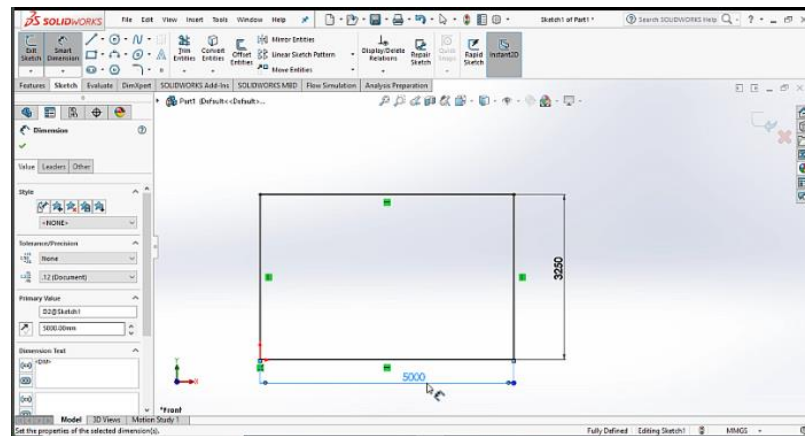 SOLIDWORKS File Edit View Insert Tools Window Help Sketch1 of Part1 * Search SOLIDWORKS Help
Exit Sketch Smart Dimension Trim Entities Convert Entities Offset Entities Mirror Entities Linear Sketch Pattern Move Entities Display/Delete Relations Repair Sketch Quick Snaps Rapid Sketch Instant2D
Features Sketch Evaluate DimXpert SOLIDWORKS Add-Ins SOLIDWORKS MBD Flow Simulation Analysis Preparation
Part1 (Default<<Default>...
Dimension
Value Leaders Other
Style
<NONE>
Tolerance/Precision
None
.12 (Document)
Primary Value
D2@Sketch1
5000.00mm
Dimension Text
<DIM>
3250
5000
Y
X
*Front
Model 3D Views Motion Study 1
Set the properties of the selected dimension(s). Fully Defined Editing Sketch1 MMGS